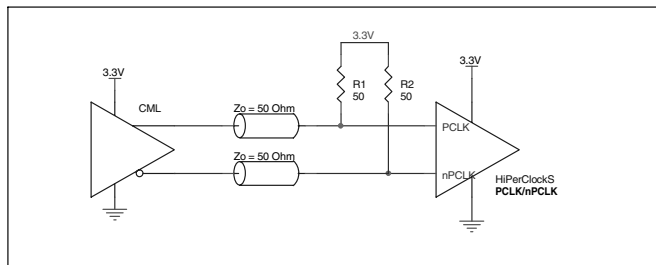 3.3V
3.3V
3.3V
R1
50
R2
50
CML
Zo = 50 Ohm
PCLK
Zo = 50 Ohm
nPCLK
HiPerClockS
PCLK/nPCLK